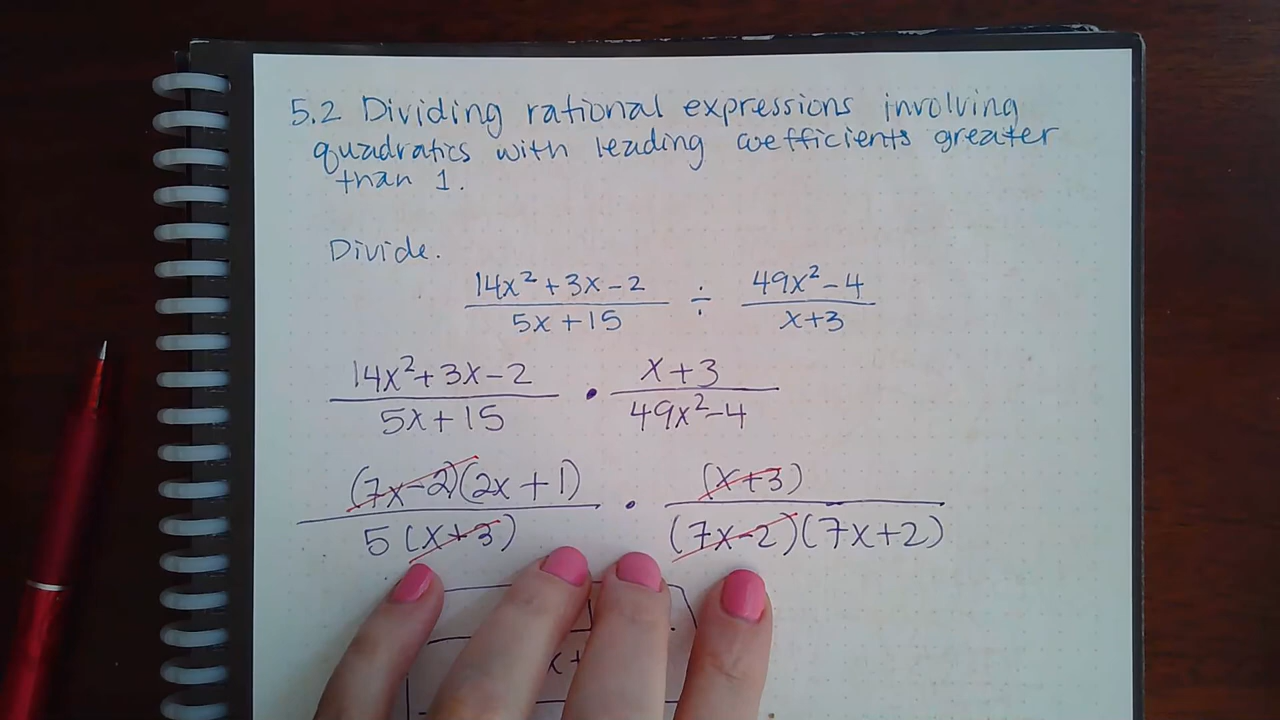 5.2 Dividing rational expressions involving
quadratics with leading coefficients greater
than 1.
Divide.
14x²+3x-2 / 5x+15 ÷ 49x²-4 / x+3
14x²+3x-2 / 5x+15 • x+3 / 49x²-4
(7x-2)(2x+1) / 5(x+3) • (x+3) / (7x-2)(7x+2)